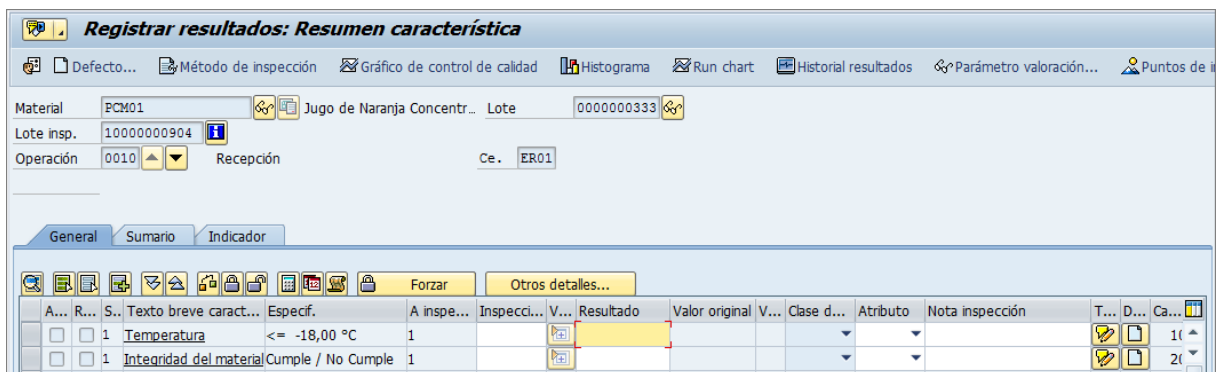 Registrar resultados: Resumen característica
Defecto... Método de inspección Gráfico de control de calidad Histograma Run chart Historial resultados Parámetro valoración... Puntos de i
Material PCM01 Jugo de Naranja Concentr... Lote 0000000333
Lote insp. 10000000904
Operación 0010 Recepción Ce. ER01
General Sumario Indicador
Forzar Otros detalles...
A... R... S.. Texto breve caract... Especif. A inspe... Inspecci... V... Resultado Valor original V... Clase d... Atributo Nota inspección T... D... Ca...
1 Temperatura <= -18,00 °C 1 10
1 Integridad del material Cumple / No Cumple 1 20